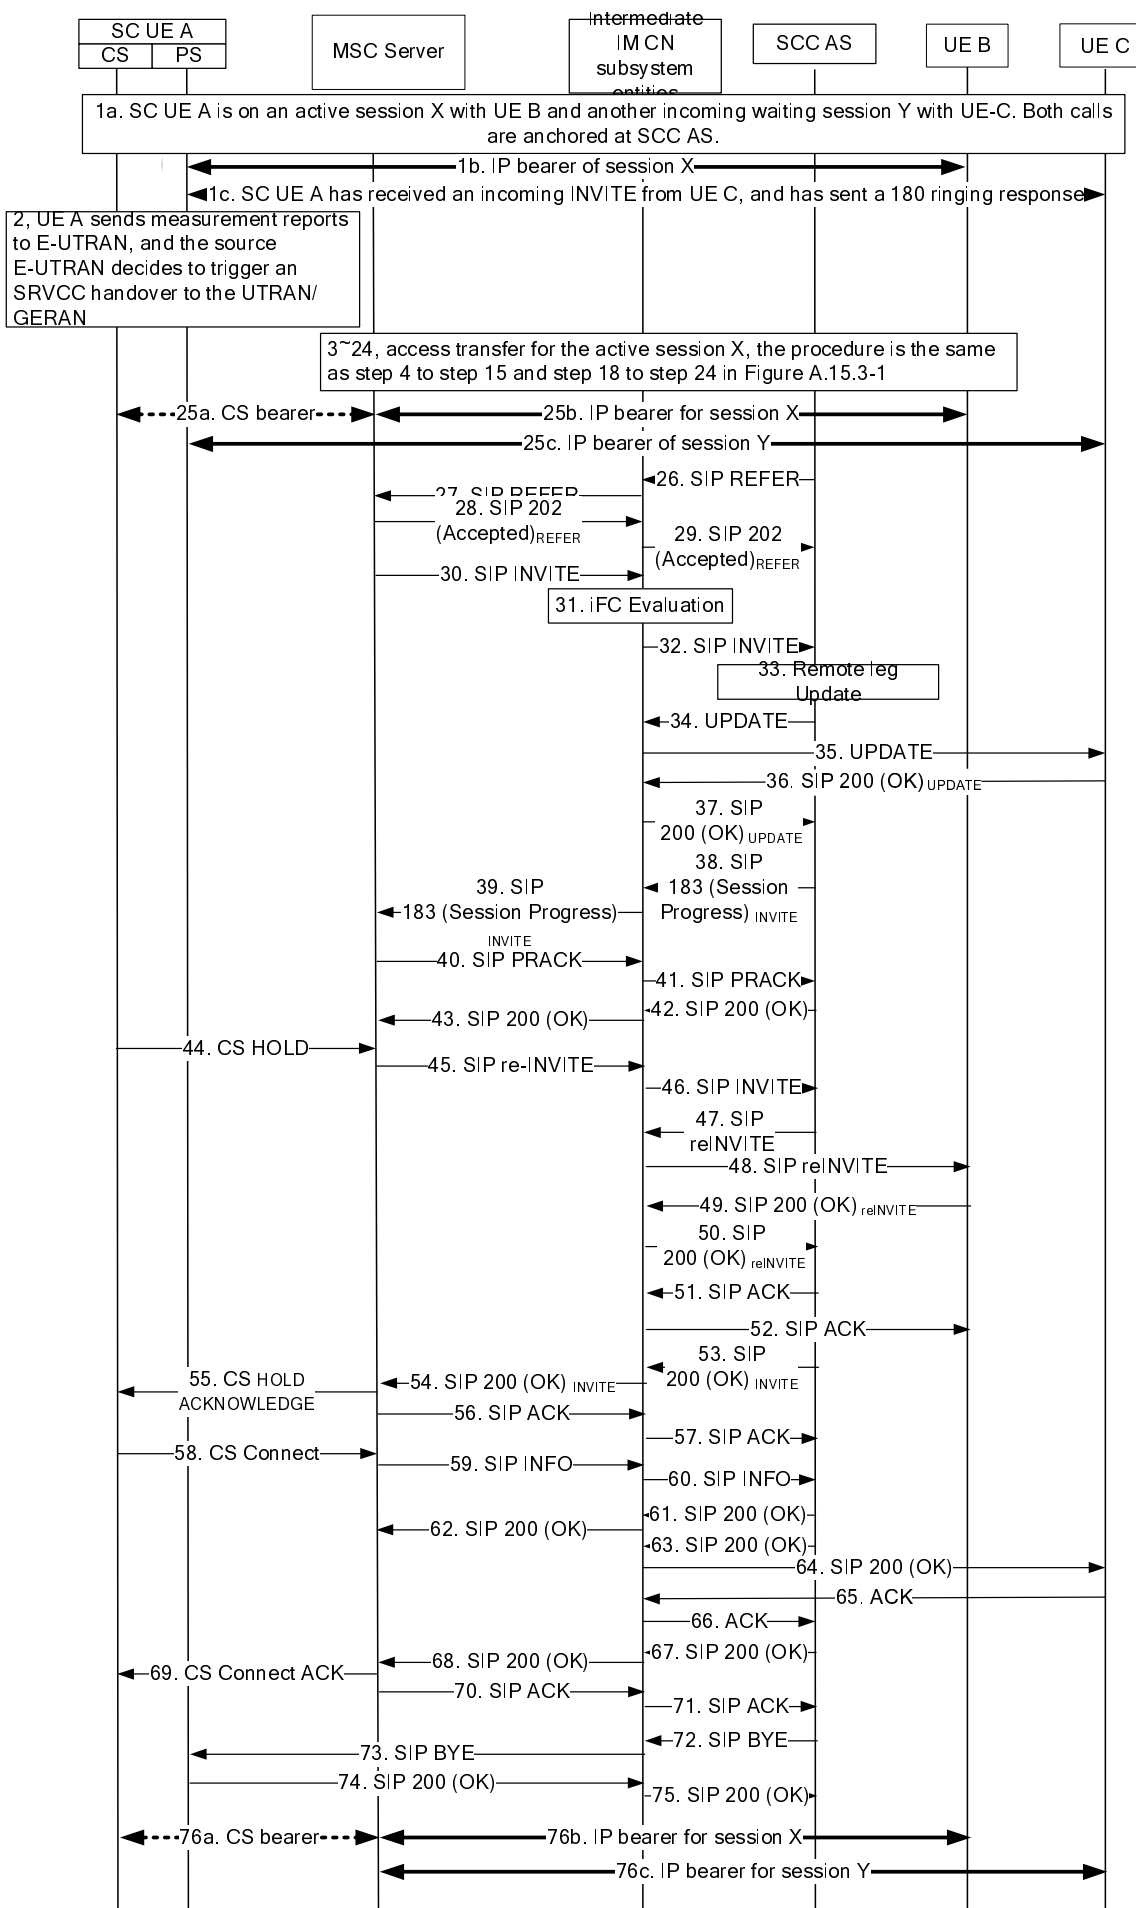 SC UE A
CS
PS
MSC Server
Intermediate
IM CN
subsystem
entities
SCC AS
UE B
UE C
1a. SC UE A is on an active session X with UE B and another incoming waiting session Y with UE-C. Both calls
are anchored at SCC AS.
1b. IP bearer of session X
1c. SC UE A has received an incoming INVITE from UE C, and has sent a 180 ringing response
2, UE A sends measurement reports
to E-UTRAN, and the source
E-UTRAN decides to trigger an
SRVCC handover to the UTRAN/
GERAN
3~24, access transfer for the active session X, the procedure is the same
as step 4 to step 15 and step 18 to step 24 in Figure A.15.3-1
25a. CS bearer
25b. IP bearer for session X
25c. IP bearer of session Y
26. SIP REFER
27. SIP REFER
28. SIP 202
(Accepted)REFER
29. SIP 202
(Accepted)REFER
30. SIP INVITE
31. iFC Evaluation
32. SIP INVITE
33. Remote leg
Update
34. UPDATE
35. UPDATE
36. SIP 200 (OK) UPDATE
37. SIP
200 (OK) UPDATE
38. SIP
183 (Session
Progress) INVITE
39. SIP
183 (Session Progress)
INVITE
40. SIP PRACK
41. SIP PRACK
42. SIP 200 (OK)
43. SIP 200 (OK)
44. CS HOLD
45. SIP re-INVITE
46. SIP INVITE
47. SIP
reINVITE
48. SIP reINVITE
49. SIP 200 (OK) reINVITE
50. SIP
200 (OK) reINVITE
51. SIP ACK
52. SIP ACK
53. SIP
200 (OK) INVITE
54. SIP 200 (OK) INVITE
55. CS HOLD
ACKNOWLEDGE
56. SIP ACK
57. SIP ACK
58. CS Connect
59. SIP INFO
60. SIP INFO
61. SIP 200 (OK)
62. SIP 200 (OK)
63. SIP 200 (OK)
64. SIP 200 (OK)
65. ACK
66. ACK
67. SIP 200 (OK)
68. SIP 200 (OK)
69. CS Connect ACK
70. SIP ACK
71. SIP ACK
72. SIP BYE
73. SIP BYE
74. SIP 200 (OK)
75. SIP 200 (OK)
76a. CS bearer
76b. IP bearer for session X
76c. IP bearer for session Y